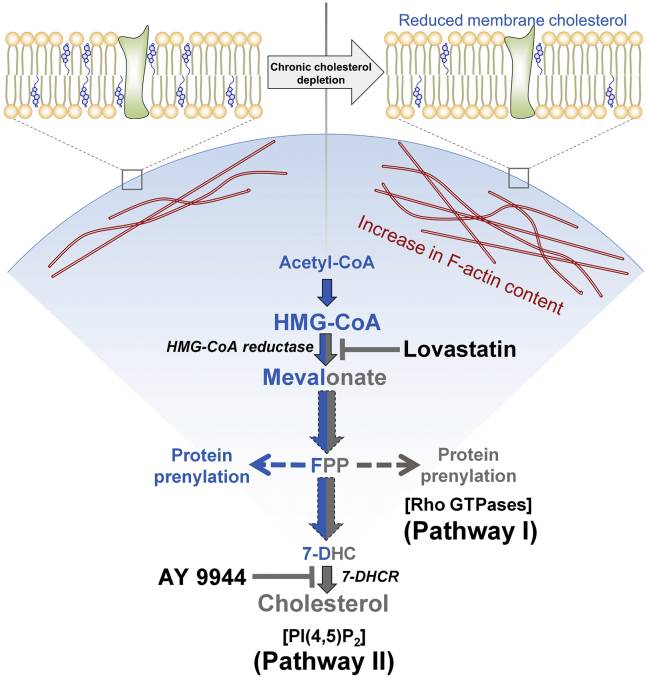 Reduced membrane cholesterol
Chronic cholesterol
depletion
Increase in F-actin content
Acetyl-CoA
HMG-CoA
HMG-CoA reductase
Lovastatin
Mevalonate
Protein
prenylation
FPP
Protein
prenylation
[Rho GTPases]
(Pathway I)
7-DHC
AY 9944
7-DHCR
Cholesterol
[PI(4,5)P₂]
(Pathway II)